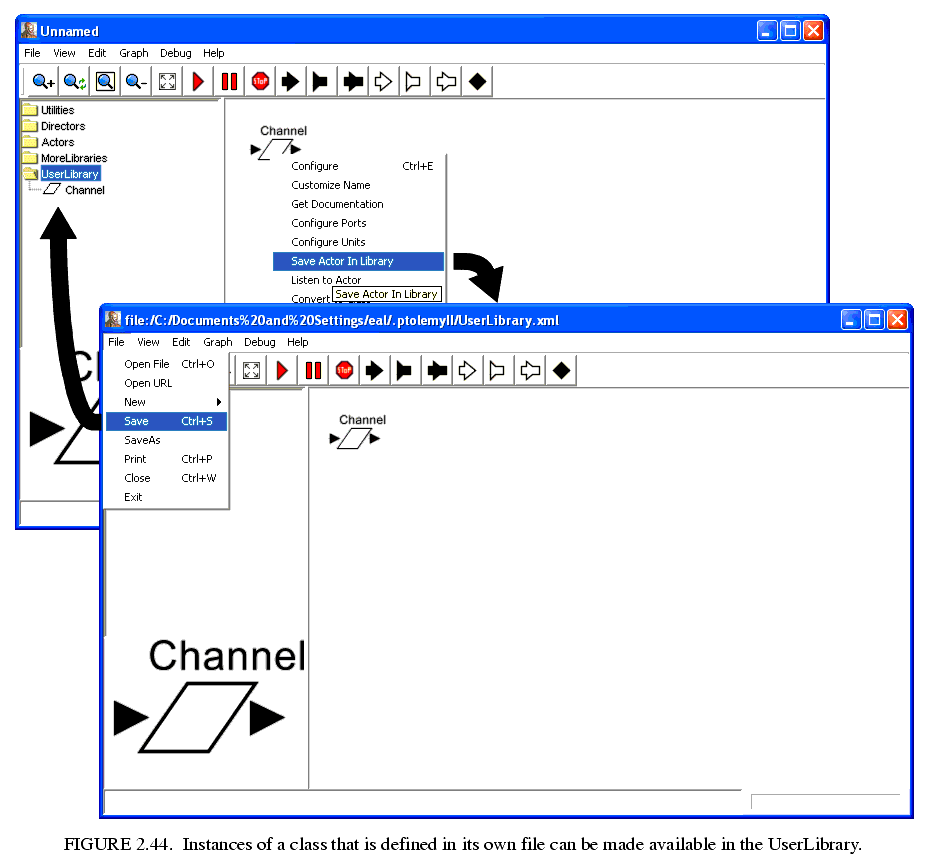 Unnamed
File View Edit Graph Debug Help
STOP
Utilities
Directors
Actors
MoreLibraries
UserLibrary
Channel
Channel
Configure Ctrl+E
Customize Name
Get Documentation
Configure Ports
Configure Units
Save Actor In Library
Listen to Actor
Save Actor In Library
Convert
file:/C:/Documents%20and%20Settings/eal/.ptolemyII/UserLibrary.xml
File View Edit Graph Debug Help
STOP
Open File Ctrl+O
Open URL
New
Save Ctrl+S
SaveAs
Print Ctrl+P
Close Ctrl+W
Exit
Channel
Channel
FIGURE 2.44. Instances of a class that is defined in its own file can be made available in the UserLibrary.